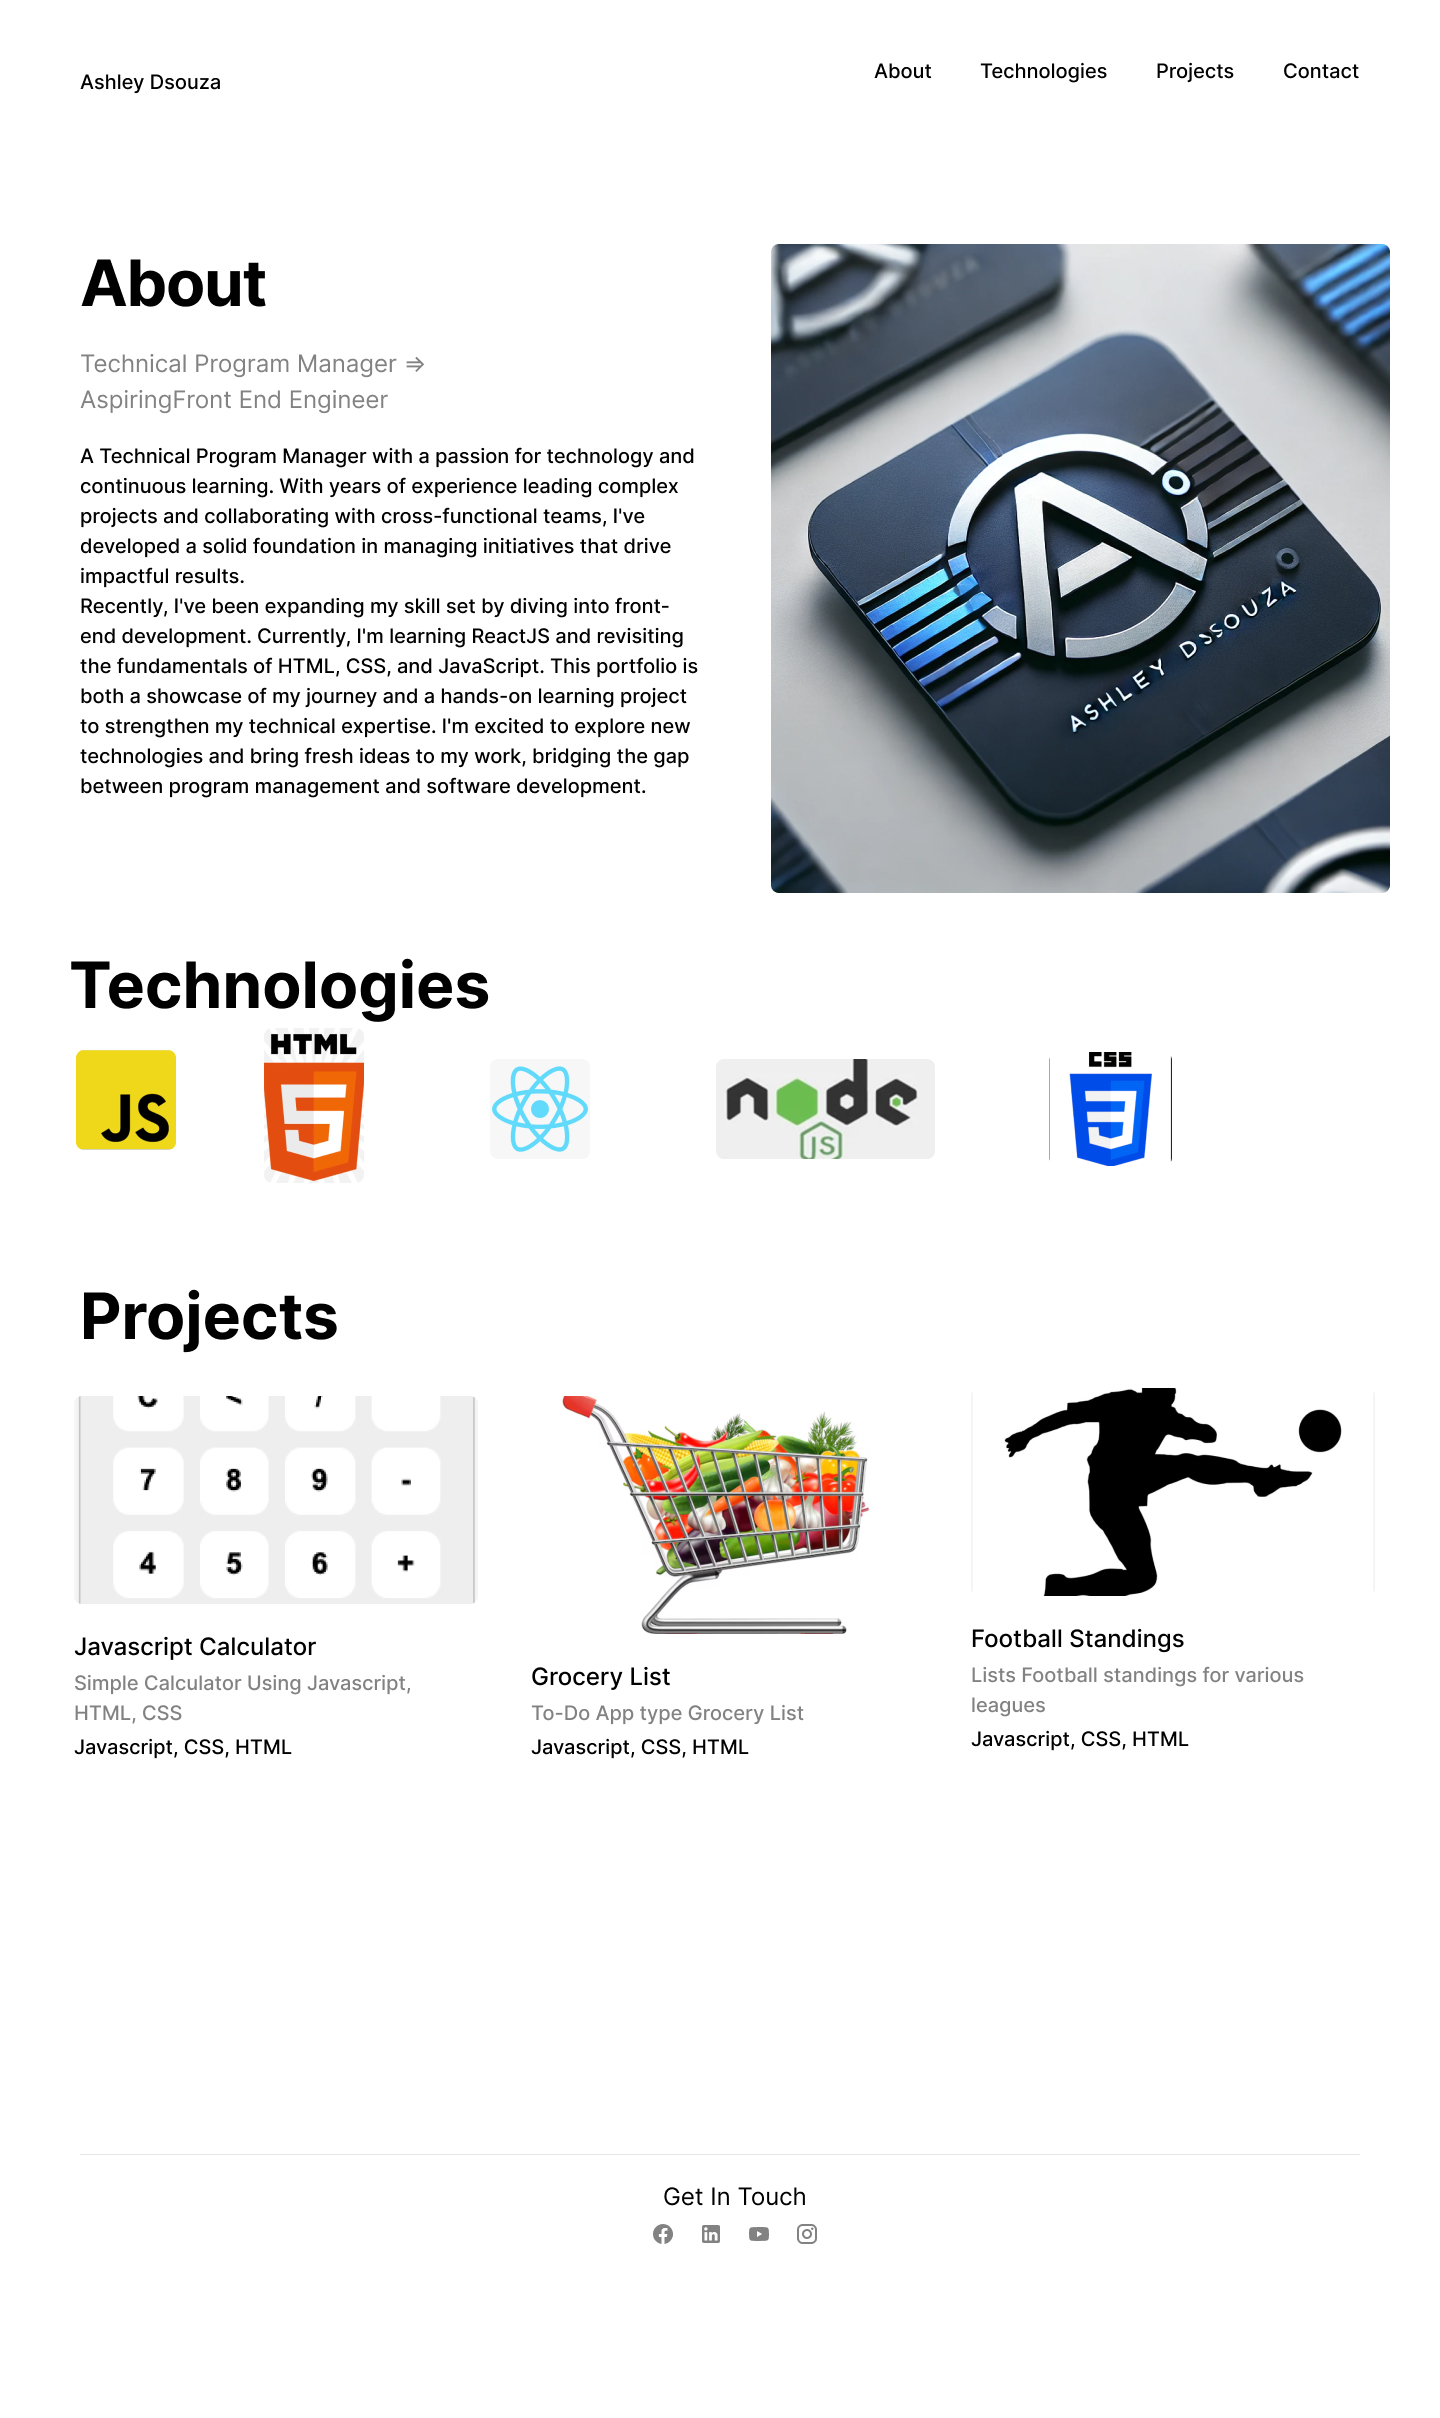 Ashley Dsouza
About
Technologies
Projects
Contact
About
Technical Program Manager ⇒
AspiringFront End Engineer
A Technical Program Manager with a passion for technology and
continuous learning. With years of experience leading complex
projects and collaborating with cross-functional teams, I've
developed a solid foundation in managing initiatives that drive
impactful results.
Recently, I've been expanding my skill set by diving into front-
end development. Currently, I'm learning ReactJS and revisiting
the fundamentals of HTML, CSS, and JavaScript. This portfolio is
both a showcase of my journey and a hands-on learning project
to strengthen my technical expertise. I'm excited to explore new
technologies and bring fresh ideas to my work, bridging the gap
between program management and software development.
A
ASHLEY DSSOUZA
Technologies
JS
HTML
5
node
JS
CSS
3
Projects
7 8 9 -
4 5 6 +
Javascript Calculator
Simple Calculator Using Javascript,
HTML, CSS
Javascript, CSS, HTML
Grocery List
To-Do App type Grocery List
Javascript, CSS, HTML
Football Standings
Lists Football standings for various
leagues
Javascript, CSS, HTML
Get In Touch